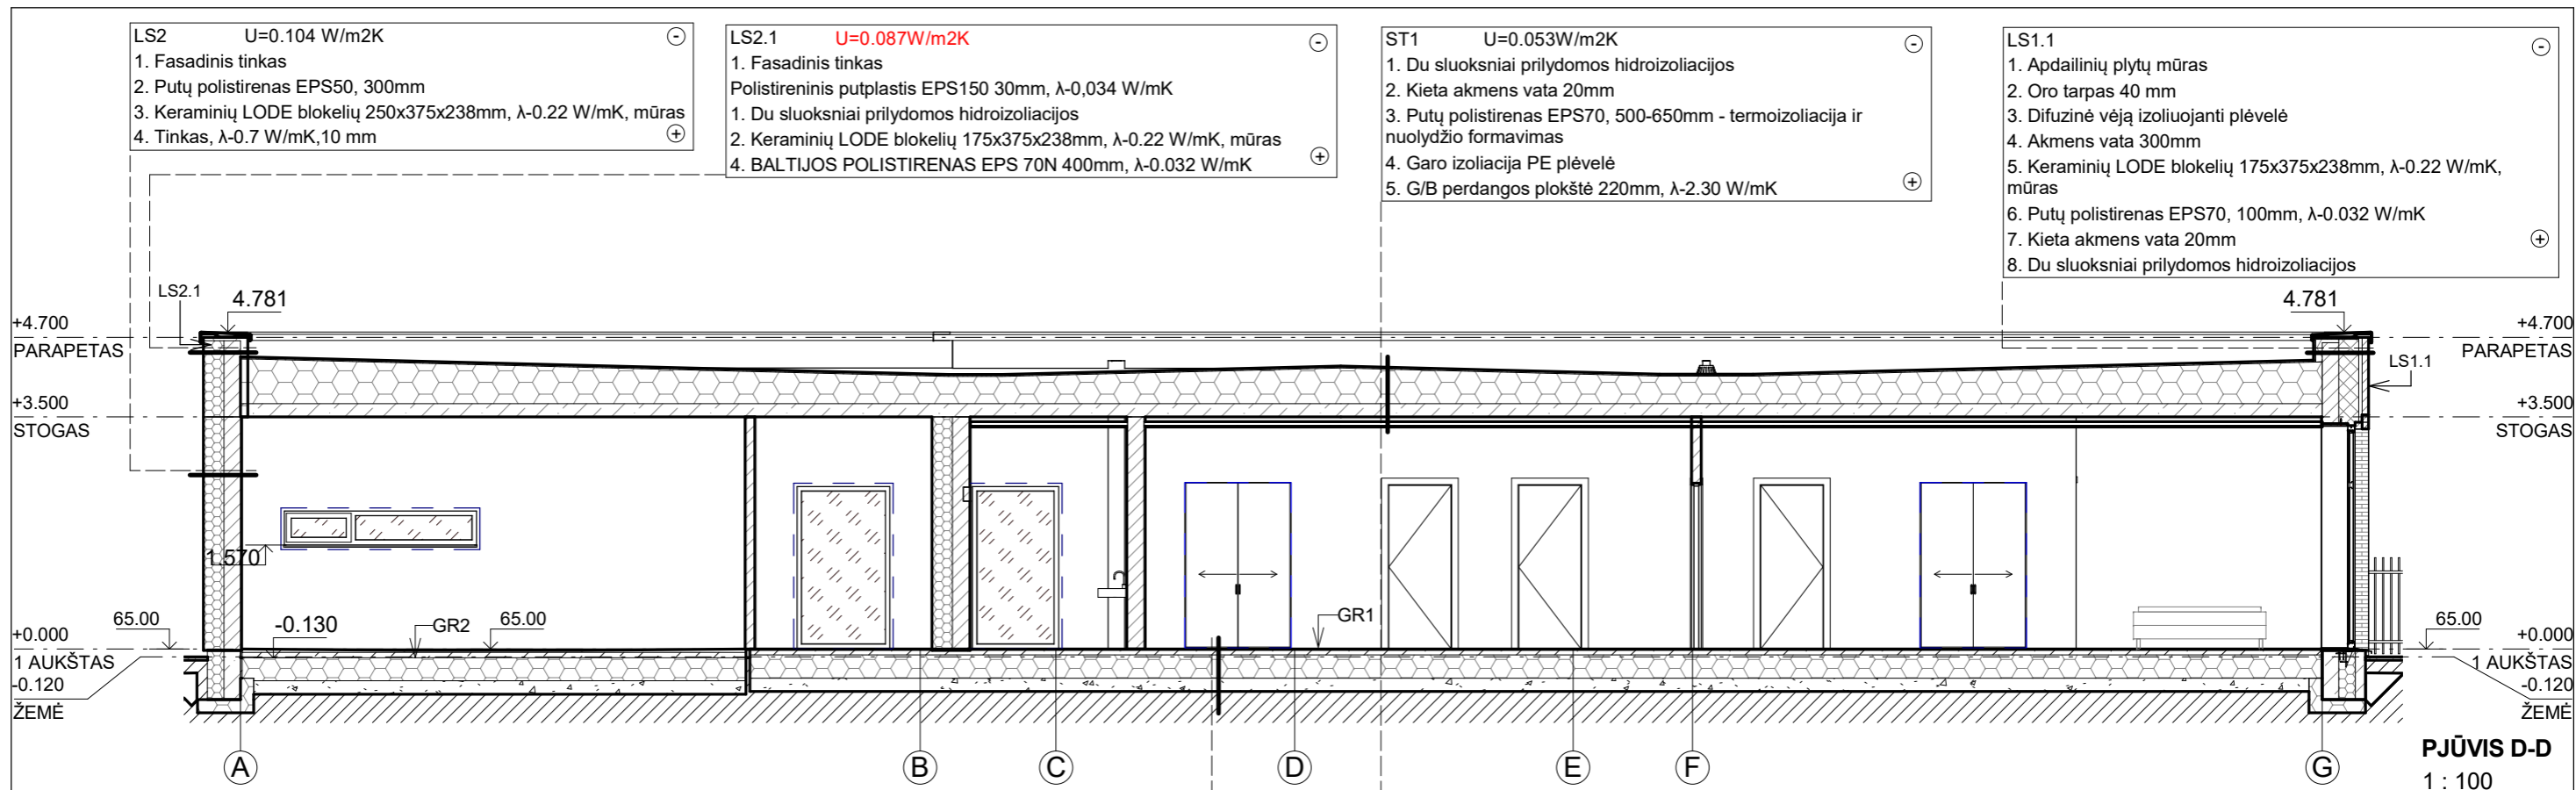 LS2 U=0.104 W/m2K -
1. Fasadinis tinkas
2. Putų polistirenas EPS50, 300mm
3. Keraminių LODE blokelių 250x375x238mm, λ-0.22 W/mK, mūras
4. Tinkas, λ-0.7 W/mK,10 mm +
LS2.1 U=0.087W/m2K -
1. Fasadinis tinkas
Polistireninis putplastis EPS150 30mm, λ-0,034 W/mK
1. Du sluoksniai prilydomos hidroizoliacijos
2. Keraminių LODE blokelių 175x375x238mm, λ-0.22 W/mK, mūras
4. BALTIJOS POLISTIRENAS EPS 70N 400mm, λ-0.032 W/mK +
ST1 U=0.053W/m2K -
1. Du sluoksniai prilydomos hidroizoliacijos
2. Kieta akmens vata 20mm
3. Putų polistirenas EPS70, 500-650mm - termoizoliacija ir
nuolydžio formavimas
4. Garo izoliacija PE plėvelė
5. G/B perdangos plokštė 220mm, λ-2.30 W/mK +
LS1.1 -
1. Apdailinių plytų mūras
2. Oro tarpas 40 mm
3. Difuzinė vėją izoliuojanti plėvelė
4. Akmens vata 300mm
5. Keraminių LODE blokelių 175x375x238mm, λ-0.22 W/mK,
mūras
6. Putų polistirenas EPS70, 100mm, λ-0.032 W/mK
7. Kieta akmens vata 20mm +
8. Du sluoksniai prilydomos hidroizoliacijos
LS2.1 4.781 4.781
+4.700 +4.700
PARAPETAS PARAPETAS
LS1.1
+3.500 +3.500
STOGAS STOGAS
1.570
65.00 -0.130 GR2 65.00 GR1 65.00
+0.000 +0.000
1 AUKŠTAS 1 AUKŠTAS
-0.120 -0.120
ŽEMĖ ŽEMĖ
A B C D E F G
PJŪVIS D-D
1 : 100